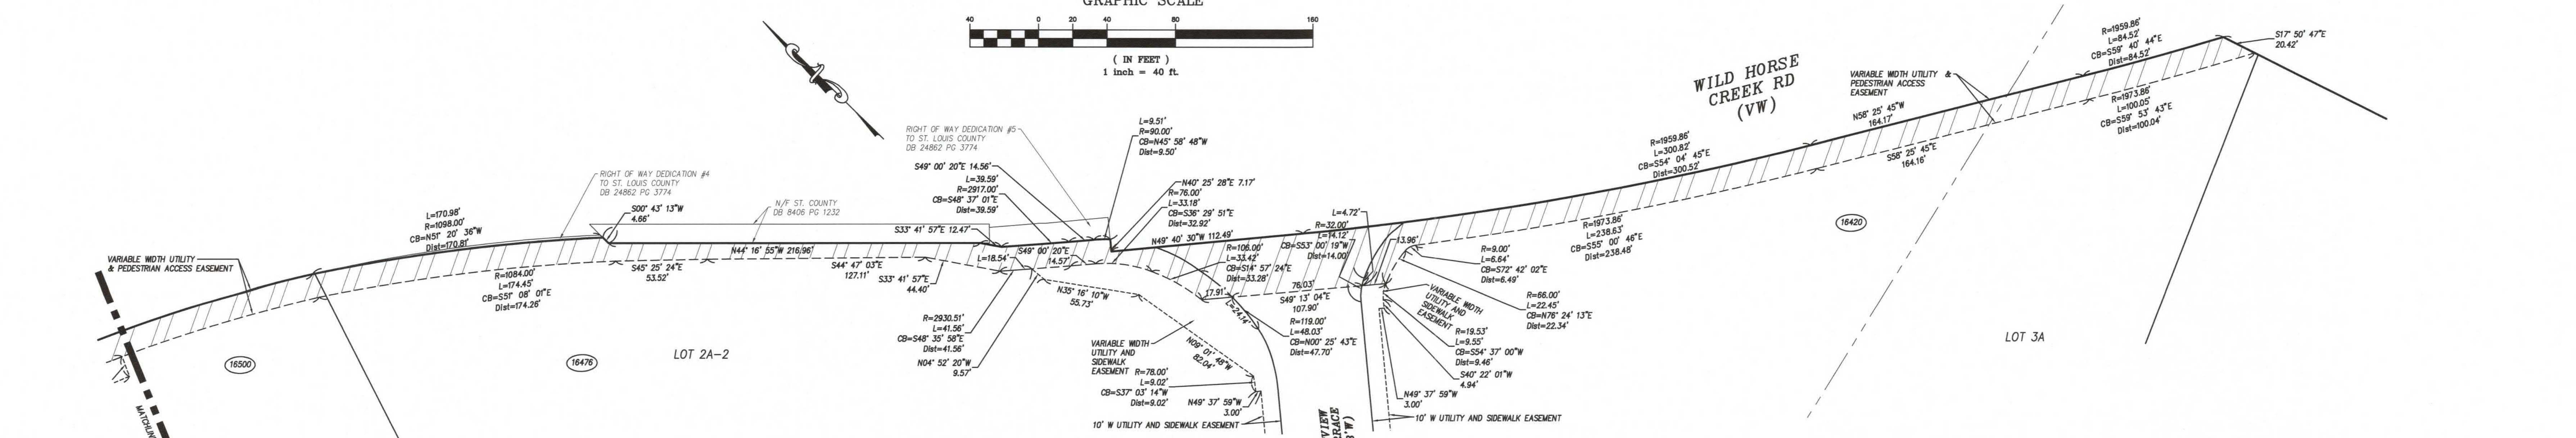 GRAPHIC SCALE
40
0
20
40
80
160
( IN FEET )
1 inch = 40 ft.
WILD HORSE
CREEK RD
(VW)
VARIABLE WIDTH UTILITY &
PEDESTRIAN ACCESS
EASEMENT
R=1959.86'
L=84.52'
CB=S59° 40' 44"E
Dist=84.52'
S17° 50' 47"E
20.42'
R=1973.86'
L=100.05'
CB=S59° 53' 43"E
Dist=100.04'
N58° 25' 45"W
164.17'
S58° 25' 45"E
164.16'
R=1959.86'
L=300.82'
CB=S54° 04' 45"E
Dist=300.52'
R=1973.86'
L=238.63'
CB=S55° 00' 46"E
Dist=238.48'
16420
LOT 3A
RIGHT OF WAY DEDICATION #5
TO ST. LOUIS COUNTY
DB 24862 PG 3774
L=9.51'
R=90.00'
CB=N45° 58' 48"W
Dist=9.50'
S49° 00' 20"E 14.56'
L=39.59'
R=2917.00'
CB=S48° 37' 01"E
Dist=39.59'
N40° 25' 28"E 7.17'
R=76.00'
L=33.18'
CB=S36° 29' 51"E
Dist=32.92'
RIGHT OF WAY DEDICATION #4
TO ST. LOUIS COUNTY
DB 24862 PG 3774
N/F ST. COUNTY
DB 8406 PG 1232
S00° 43' 13"W
4.66'
L=170.98'
R=1098.00'
CB=N51° 20' 36"W
Dist=170.81'
VARIABLE WIDTH UTILITY
& PEDESTRIAN ACCESS EASEMENT
R=1084.00'
L=174.45'
CB=S51° 08' 01"E
Dist=174.26'
S45° 25' 24"E
53.52'
N44° 16' 55"W 216.96'
S44° 47' 03"E
127.11'
S33° 41' 57"E 12.47'
S33° 41' 57"E
44.40'
L=18.54'
S49° 00' 20"E
14.57'
N49° 40' 30"W 112.49'
R=106.00'
L=33.42'
CB=S14° 57' 24"E
Dist=33.28'
L=4.72'
R=32.00'
L=14.12'
CB=S53° 00' 19"W
Dist=14.00'
13.96'
R=9.00'
L=6.64'
CB=S72° 42' 02"E
Dist=6.49'
R=66.00'
L=22.45'
CB=N76° 24' 13"E
Dist=22.34'
VARIABLE WIDTH
UTILITY AND
SIDEWALK
EASEMENT
R=19.53'
L=9.55'
CB=S54° 37' 00"W
Dist=9.46'
S40° 22' 01"W
4.94'
N49° 37' 59"W
3.00'
10' W UTILITY AND SIDEWALK EASEMENT
76.03'
S49° 13' 04"E
107.90'
17.91'
L=24.14'
R=119.00'
L=48.03'
CB=N00° 25' 43"E
Dist=47.70'
N35° 16' 10"W
55.73'
R=2930.51'
L=41.56'
CB=S48° 35' 58"E
Dist=41.56'
N04° 52' 20"W
9.57'
VARIABLE WIDTH
UTILITY AND
SIDEWALK
EASEMENT
N09° 01' 48"W
82.04'
R=78.00'
L=9.02'
CB=S37° 03' 14"W
Dist=9.02'
N49° 37' 59"W
3.00'
10' W UTILITY AND SIDEWALK EASEMENT
16500
16476
LOT 2A-2
MATCHLIN
VIEW